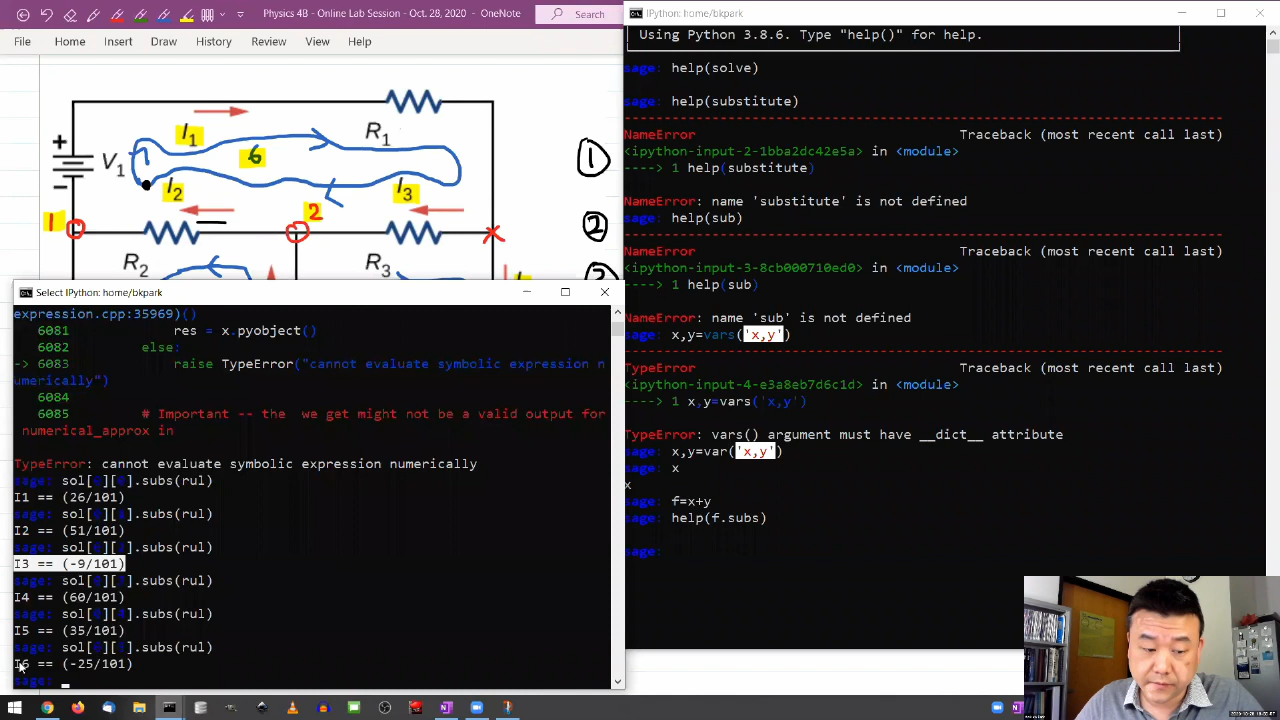 Physics 4B - Online Lab Session, Oct. 28, 2020 - OneNote
Search
File Home Insert Draw History Review View Help
+
V1
-
I1
R1
6
I2
I3
1
2
R2
R3
1
2
Select IPython: home/bkpark
expression.cpp:35969)()
6081 res = x.pyobject()
6082 else:
-> 6083 raise TypeError("cannot evaluate symbolic expression n
umerically")
6084
6085 # Important -- the we get might not be a valid output for
numerical_approx in
TypeError: cannot evaluate symbolic expression numerically
sage: sol[0][0].subs(rul)
I1 == (26/101)
sage: sol[0][1].subs(rul)
I2 == (51/101)
sage: sol[0][2].subs(rul)
I3 == (-9/101)
sage: sol[0][3].subs(rul)
I4 == (60/101)
sage: sol[0][4].subs(rul)
I5 == (35/101)
sage: sol[0][5].subs(rul)
I6 == (-25/101)
sage:
IPython: home/bkpark
Using Python 3.8.6. Type "help()" for help.
sage: help(solve)
sage: help(substitute)
NameError Traceback (most recent call last)
<ipython-input-2-1bba2dc42e5a> in <module>
----> 1 help(substitute)
NameError: name 'substitute' is not defined
sage: help(sub)
NameError Traceback (most recent call last)
<ipython-input-3-8cb000710ed0> in <module>
----> 1 help(sub)
NameError: name 'sub' is not defined
sage: x,y=vars('x,y')
TypeError Traceback (most recent call last)
<ipython-input-4-e3a8eb7d6c1d> in <module>
----> 1 x,y=vars('x,y')
TypeError: vars() argument must have __dict__ attribute
sage: x,y=var('x,y')
sage: x
x
sage: f=x+y
sage: help(f.subs)
sage: